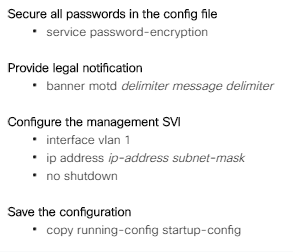 Secure all passwords in the config file
▪ service password-encryption
Provide legal notification
▪ banner motd delimiter message delimiter
Configure the management SVI
▪ interface vlan 1
▪ ip address ip-address subnet-mask
▪ no shutdown
Save the configuration
▪ copy running-config startup-config